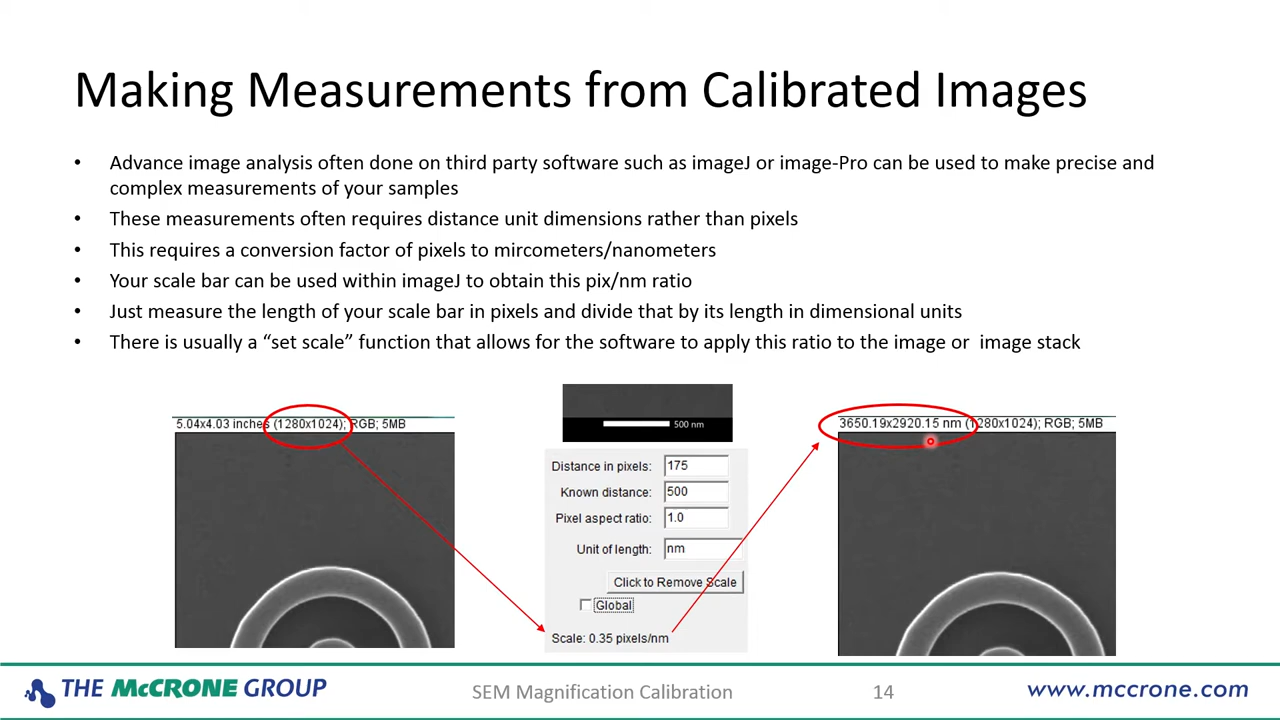 Making Measurements from Calibrated Images
• Advance image analysis often done on third party software such as imageJ or image-Pro can be used to make precise and
complex measurements of your samples
• These measurements often requires distance unit dimensions rather than pixels
• This requires a conversion factor of pixels to mircometers/nanometers
• Your scale bar can be used within imageJ to obtain this pix/nm ratio
• Just measure the length of your scale bar in pixels and divide that by its length in dimensional units
• There is usually a “set scale” function that allows for the software to apply this ratio to the image or  image stack
5.04x4.03 inches (1280x1024); RGB; 5MB
500 nm
Distance in pixels: 175
Known distance: 500
Pixel aspect ratio: 1.0
Unit of length: nm
Click to Remove Scale
Global
Scale: 0.35 pixels/nm
3650.19x2920.15 nm (1280x1024); RGB; 5MB
THE McCRONE GROUP
SEM Magnification Calibration
14
www.mccrone.com